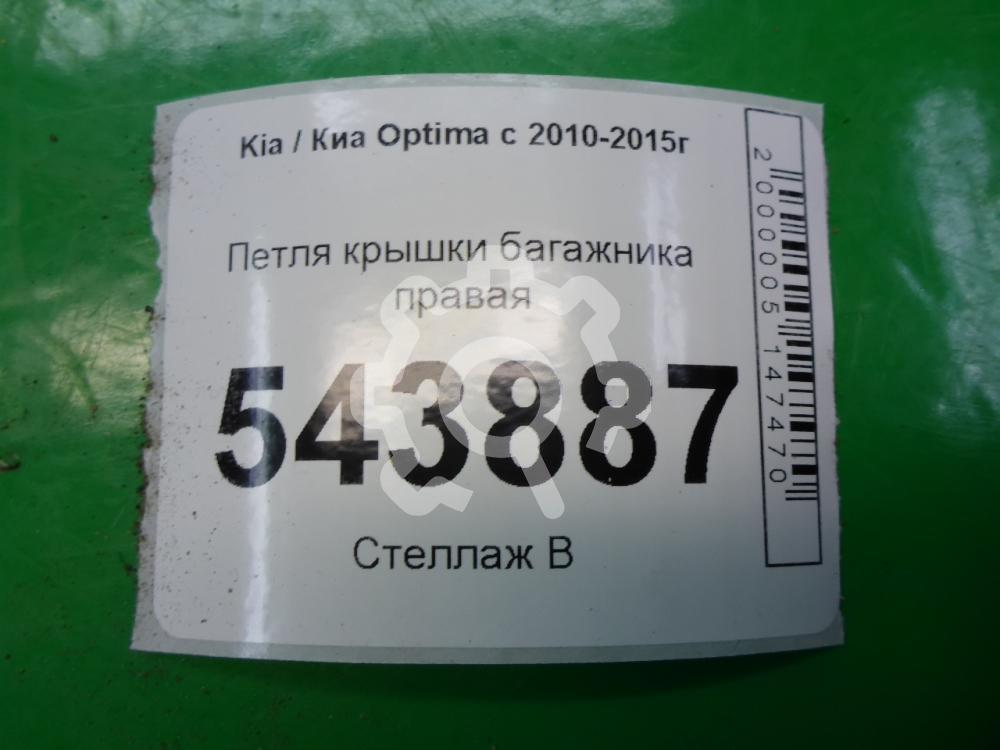 Kia / Киа Optima с 2010-2015г
Петля крышки багажника
правая
543887
Стеллаж В
2000005147470